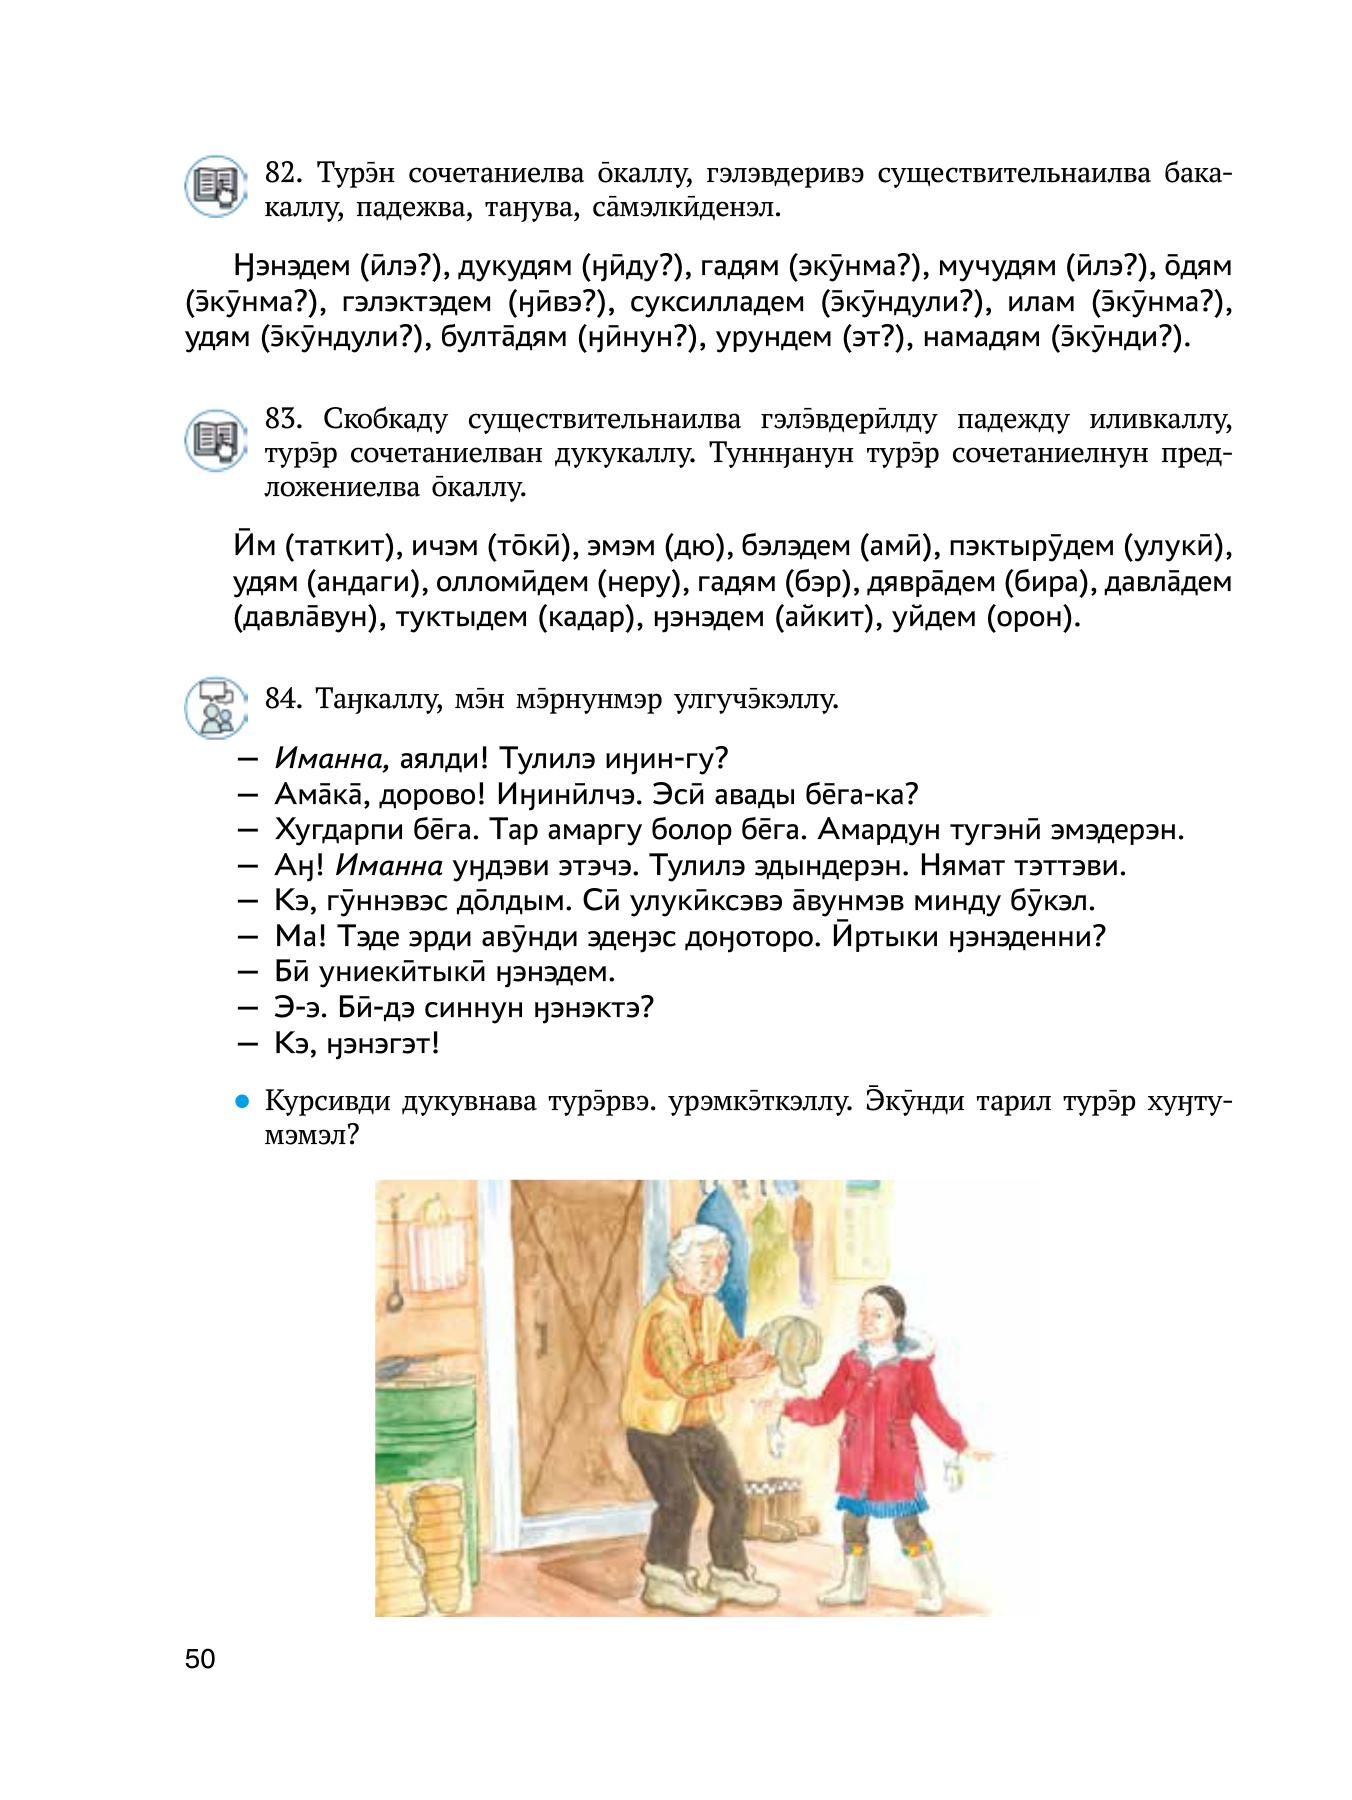 82. Турэ̄н сочетаниелва о̄каллу, гэлэвдеривэ существительнаилва бака-
каллу, падежва, таӈува, са̄мэлкӣденэл.
Ӈэнэдем (ӣлэ?), дукудям (ӈӣду?), гадям (экӯнма?), мучудям (ӣлэ?), о̄дям
(э̄кӯнма?), гэлэктэдем (ӈӣвэ?), суксилладем (э̄кӯндули?), илам (э̄кӯнма?),
удям (э̄кӯндули?), булта̄дям (ӈӣнун?), урундем (эт?), намадям (э̄кӯнди?).
83. Скобкаду существительнаилва гэлэ̄вдерӣлду падежду иливкаллу,
турэ̄р сочетаниелван дукукаллу. Туннӈанун турэ̄р сочетаниелнун пред-
ложениелва о̄каллу.
Ӣм (таткит), ичэм (то̄кӣ), эмэм (дю), бэлэдем (амӣ), пэктырӯдем (улукӣ),
удям (андаги), олломӣдем (неру), гадям (бэр), дявра̄дем (бира), давла̄дем
(давла̄вун), туктыдем (кадар), ӈэнэдем (айкит), уйдем (орон).
84. Таӈкаллу, мэ̄н мэ̄рнунмэр улгучэ̄кэллу.
— Иманна, аялди! Тулилэ иӈин-гу?
— Ама̄ка̄, дорово! Иӈинӣлчэ. Эсӣ авады бе̄га-ка?
— Хугдарпи бе̄га. Тар амаргу болор бе̄га. Амардун тугэнӣ эмэдерэн.
— Аӈ! Иманна уӈдэви этэчэ. Тулилэ эдындерэн. Нямат тэттэви.
— Кэ, гӯннэвэс до̄лдым. Сӣ улукӣксэвэ а̄вунмэв минду бӯкэл.
— Ма! Тэде эрди авӯнди эдеӈэс доӈоторо. Ӣртыки ӈэнэденни?
— Бӣ униекӣтыкӣ ӈэнэдем.
— Э-э. Бӣ-дэ синнун ӈэнэктэ?
— Кэ, ӈэнэгэт!
• Курсивди дукувнава турэ̄рвэ. урэмкэ̄ткэллу. Э̄кӯнди тарил турэ̄р хуӈту-
мэмэл?
50